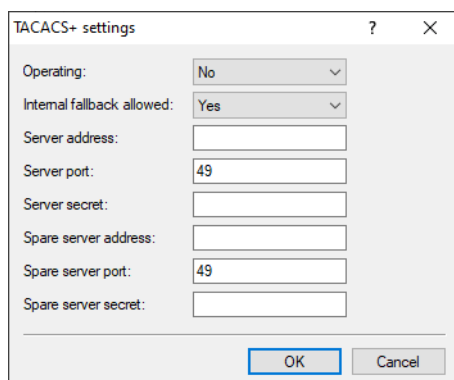 TACACS+ settings ? X
Operating: No
Internal fallback allowed: Yes
Server address:
Server port: 49
Server secret:
Spare server address:
Spare server port: 49
Spare server secret:
OK Cancel